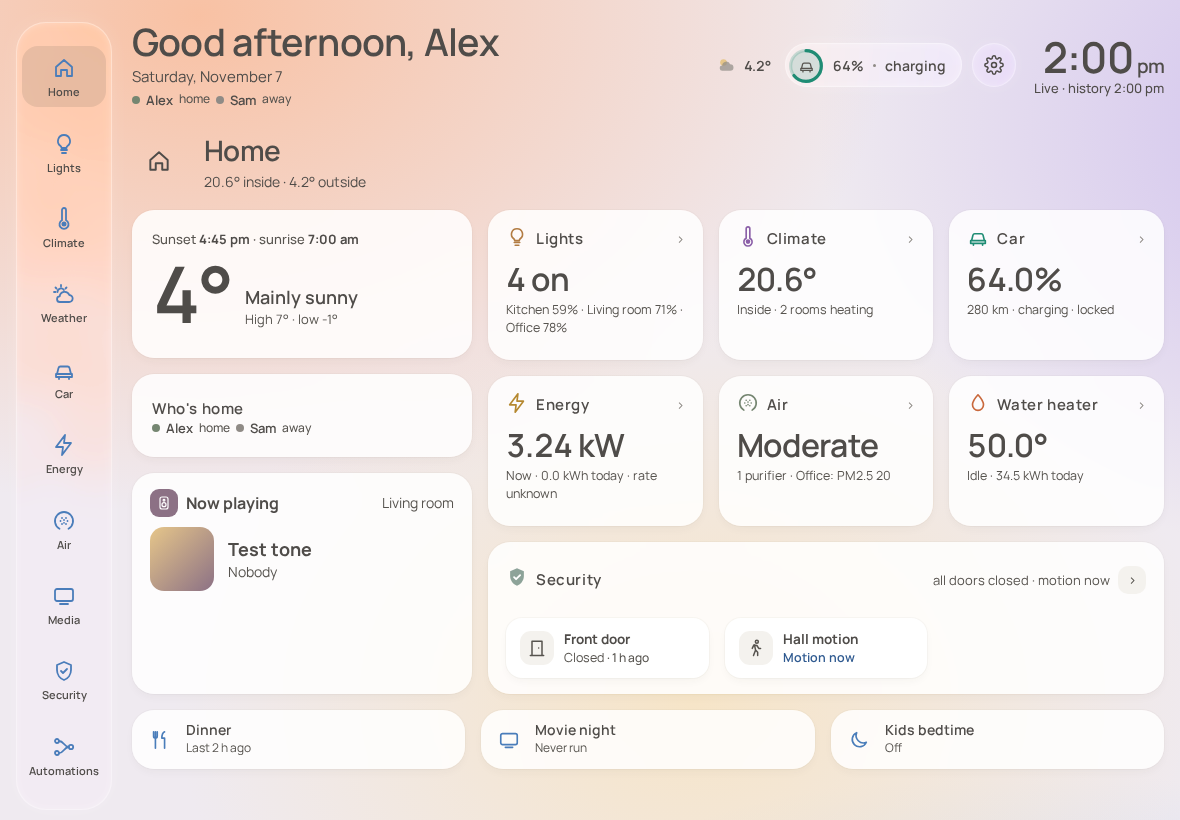 Good afternoon, Alex
Saturday, November 7
Alex home Sam away
4.2°
64% • charging
2:00 pm
Live · history 2:00 pm
Home
Lights
Climate
Weather
Car
Energy
Air
Media
Security
Automations
Home
20.6° inside · 4.2° outside
Sunset 4:45 pm · sunrise 7:00 am
4°
Mainly sunny
High 7° · low -1°
Who's home
Alex home Sam away
Now playing
Living room
Test tone
Nobody
Lights
4 on
Kitchen 59% · Living room 71% ·
Office 78%
Climate
20.6°
Inside · 2 rooms heating
Car
64.0%
280 km · charging · locked
Energy
3.24 kW
Now · 0.0 kWh today · rate
unknown
Air
Moderate
1 purifier · Office: PM2.5 20
Water heater
50.0°
Idle · 34.5 kWh today
Security
all doors closed · motion now
Front door
Closed · 1 h ago
Hall motion
Motion now
Dinner
Last 2 h ago
Movie night
Never run
Kids bedtime
Off